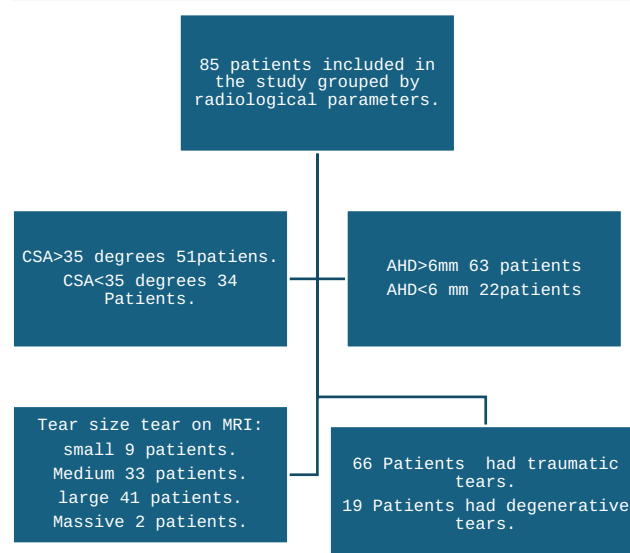 85 patients included in
the study grouped by
radiological parameters.
CSA>35 degrees 51patiens.
CSA<35 degrees 34
Patients.
AHD>6mm 63 patients
AHD<6 mm 22patients
Tear size tear on MRI:
small 9 patients.
Medium 33 patients.
large 41 patients.
Massive 2 patients.
66 Patients had traumatic
tears.
19 Patients had degenerative
tears.